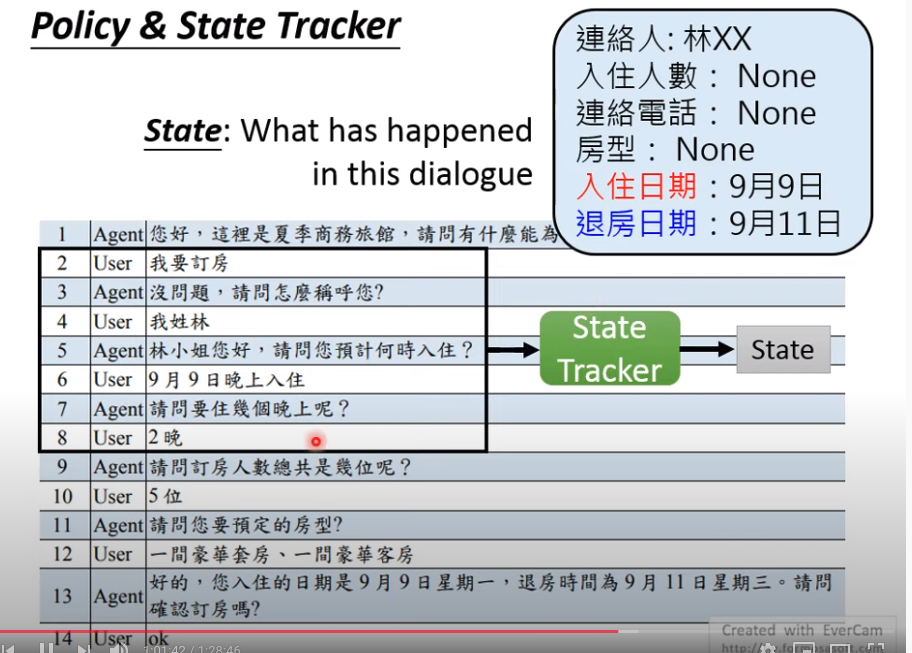 Policy & State Tracker
State: What has happened
in this dialogue
連絡人: 林XX
入住人數： None
連絡電話： None
房型： None
入住日期：9月9日
退房日期：9月11日
1 Agent 您好，這裡是夏季商務旅館，請問有什麼能為
2 User 我要訂房
3 Agent 沒問題，請問怎麼稱呼您?
4 User 我姓林
5 Agent 林小姐您好，請問您預計何時入住？
6 User 9月9日晚上入住
7 Agent 請問要住幾個晚上呢？
8 User 2晚
State
Tracker
State
9 Agent 請問訂房人數總共是幾位呢？
10 User 5位
11 Agent 請問您要預定的房型?
12 User 一間豪華套房、一間豪華客房
13 Agent 好的，您入住的日期是9月9日星期一，退房時間為9月11日星期三。請問
確認訂房嗎?
14 User ok
Created with EverCam
1:01:42 / 1:28:46